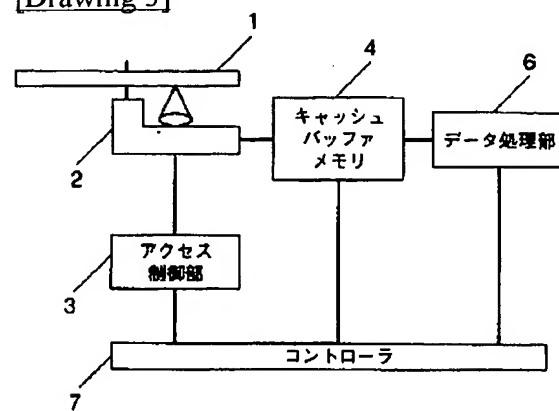 [Drawing 5]
1
4
6
キャッシュ
バッファ
メモリ
データ処理部
2
アクセス
制御部
3
コントローラ
7